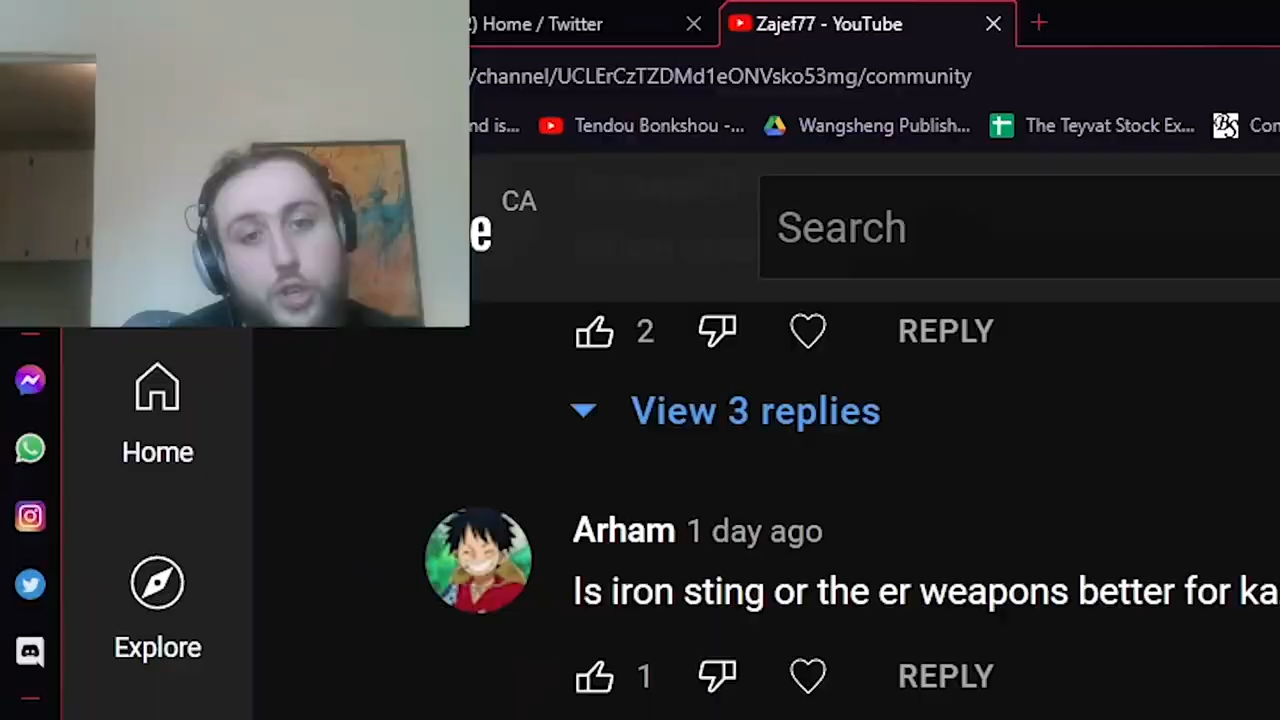 ) Home / Twitter
Zajef77 - YouTube
/channel/UCLErCzTZDMd1eONVsko53mg/community
nd is...
Tendou Bonkshou -...
Wangsheng Publish...
The Teyvat Stock Ex...
Con
e
CA
Search
2
REPLY
View 3 replies
Home
Arham 1 day ago
Is iron sting or the er weapons better for ka
Explore
1
REPLY